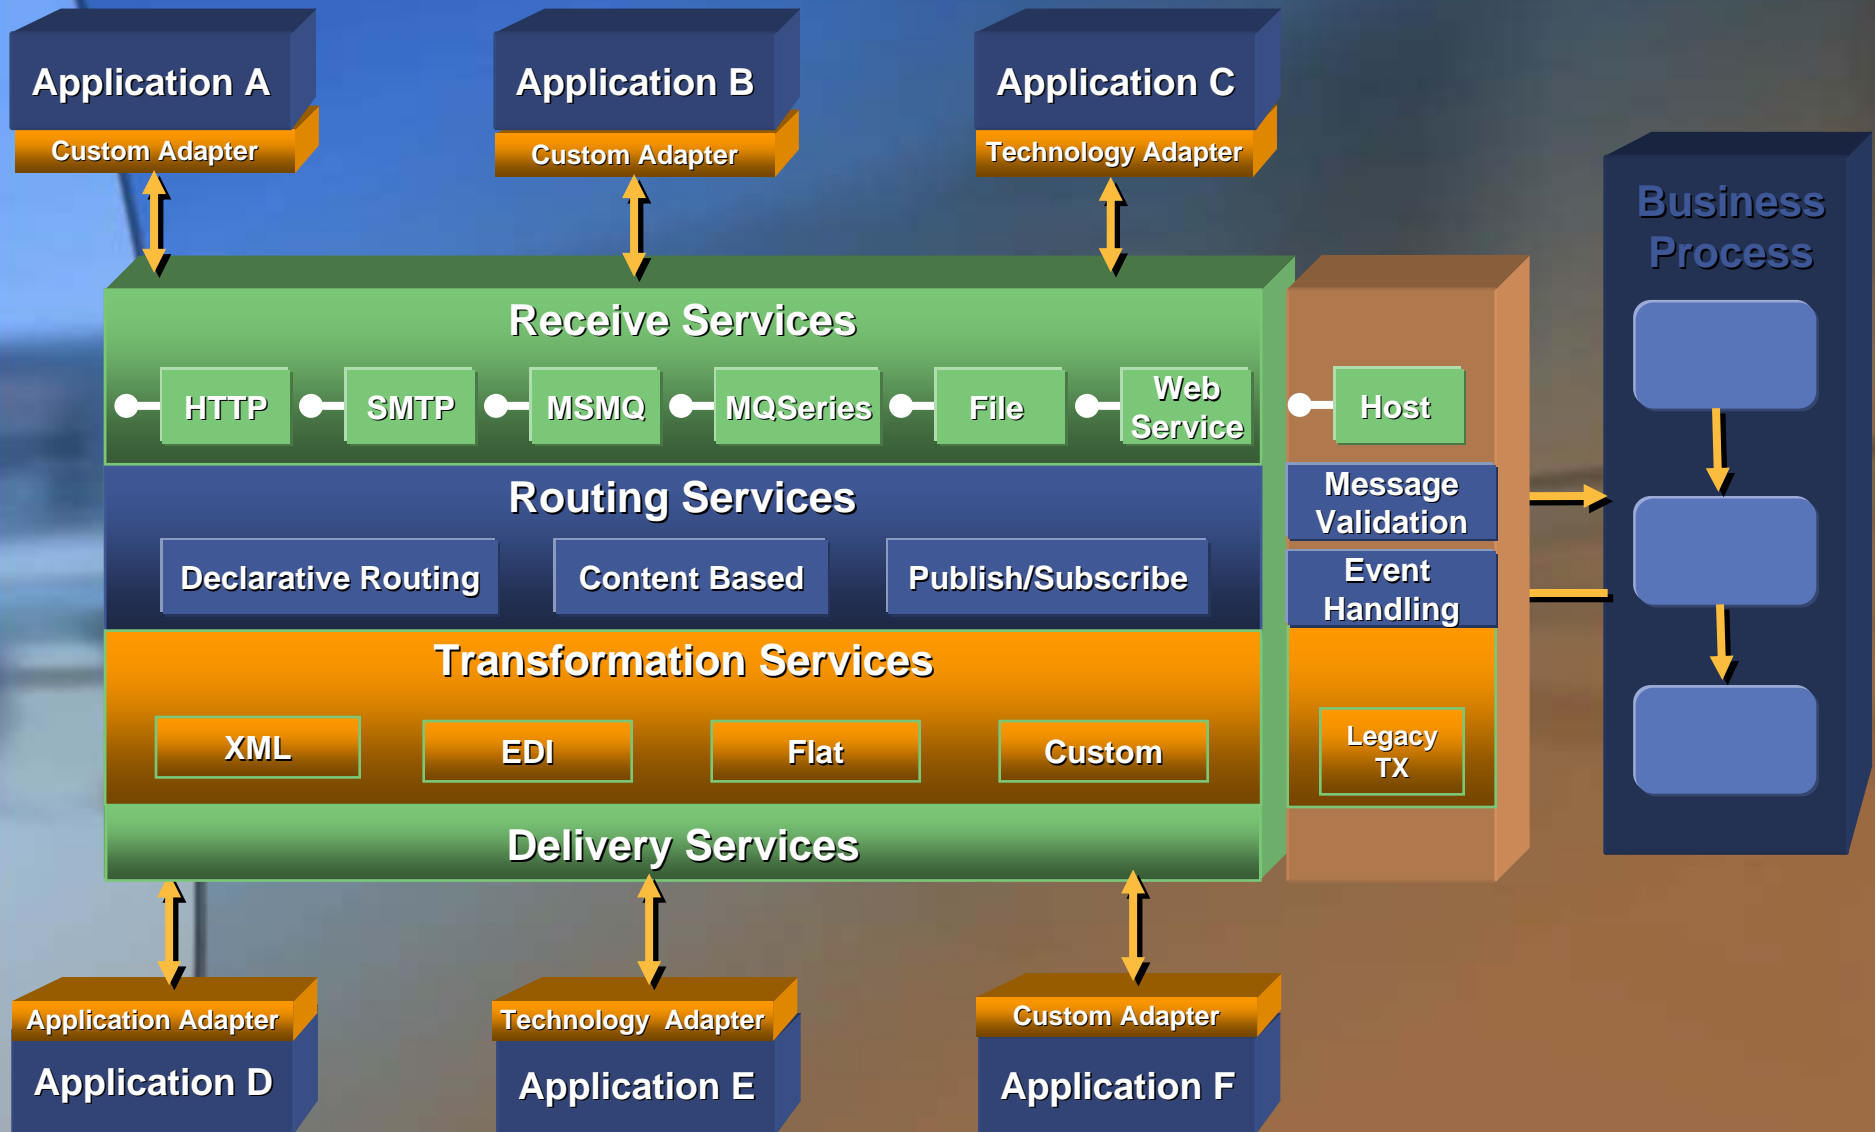 Application A
Custom Adapter
Application B
Custom Adapter
Application C
Technology Adapter
Business
Process
Receive Services
HTTP
SMTP
MSMQ
MQSeries
File
Web
Service
Host
Routing Services
Declarative Routing
Content Based
Publish/Subscribe
Message
Validation
Event
Handling
Transformation Services
XML
EDI
Flat
Custom
Legacy
TX
Delivery Services
Application Adapter
Application D
Technology Adapter
Application E
Custom Adapter
Application F